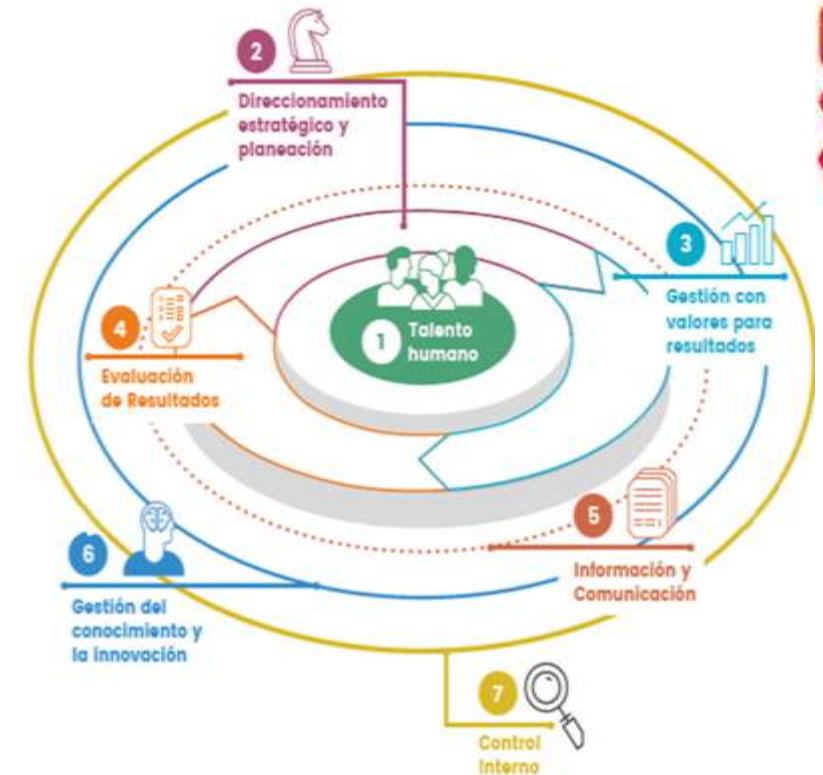 2
Direccionamiento
estratégico y
planeación
3
Gestión con
valores para
resultados
1
Talento
humano
4
Evaluación
de Resultados
5
Información y
Comunicación
6
Gestión del
conocimiento y
la innovación
7
Control
Interno